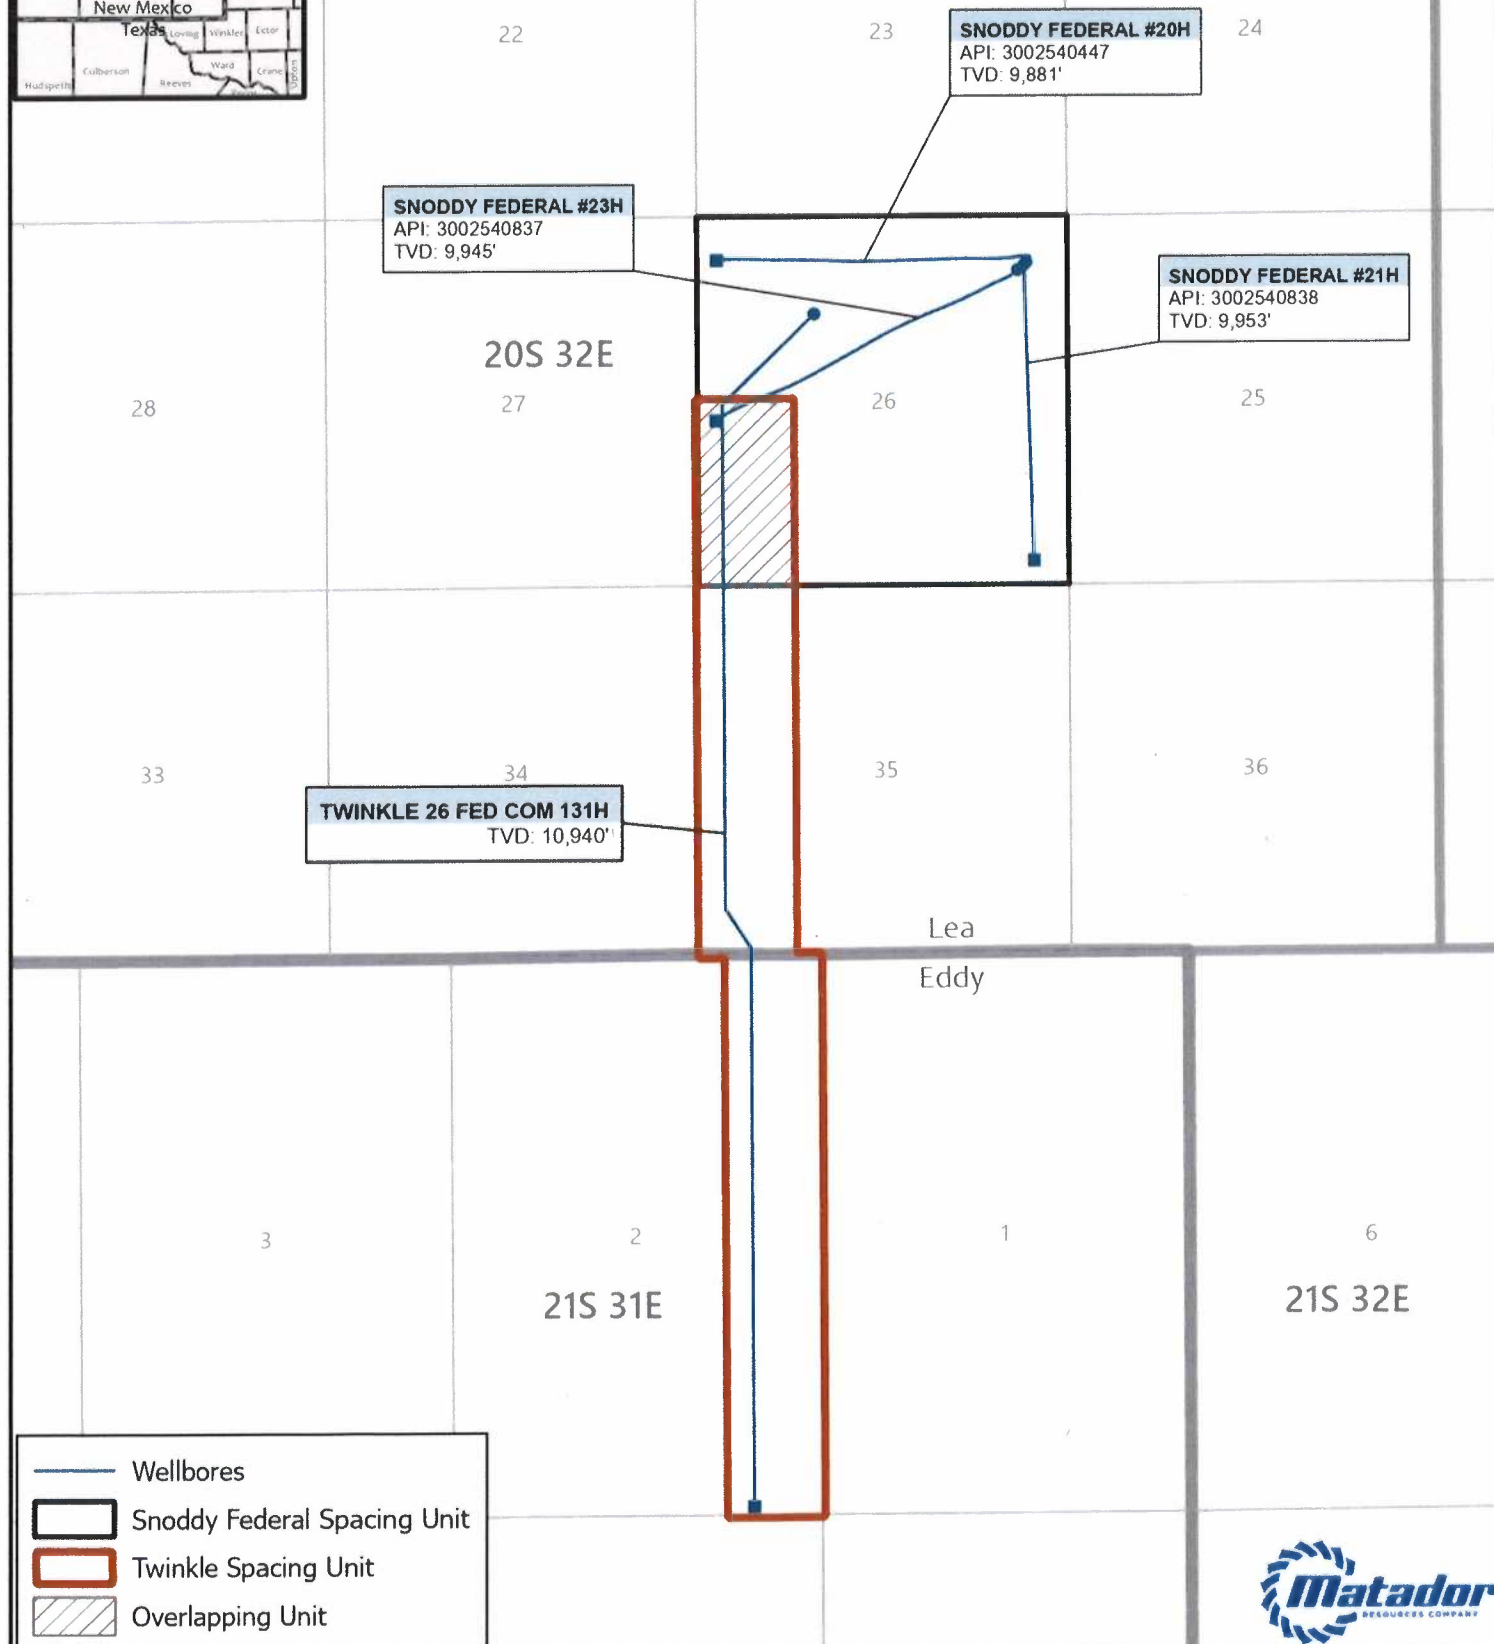 New Mexico
Texas
Loving
Winkler
Ector
Ward
Crane
Upton
Hudspeth
Culberson
Reeves
22
23
24
SNODDY FEDERAL #20H
API: 3002540447
TVD: 9,881'
SNODDY FEDERAL #23H
API: 3002540837
TVD: 9,945'
SNODDY FEDERAL #21H
API: 3002540838
TVD: 9,953'
20S 32E
28
27
26
25
33
34
35
36
TWINKLE 26 FED COM 131H
TVD: 10,940'
Lea
Eddy
3
2
1
6
21S 31E
21S 32E
Wellbores
Snoddy Federal Spacing Unit
Twinkle Spacing Unit
Overlapping Unit
Matador
RESOURCES COMPANY